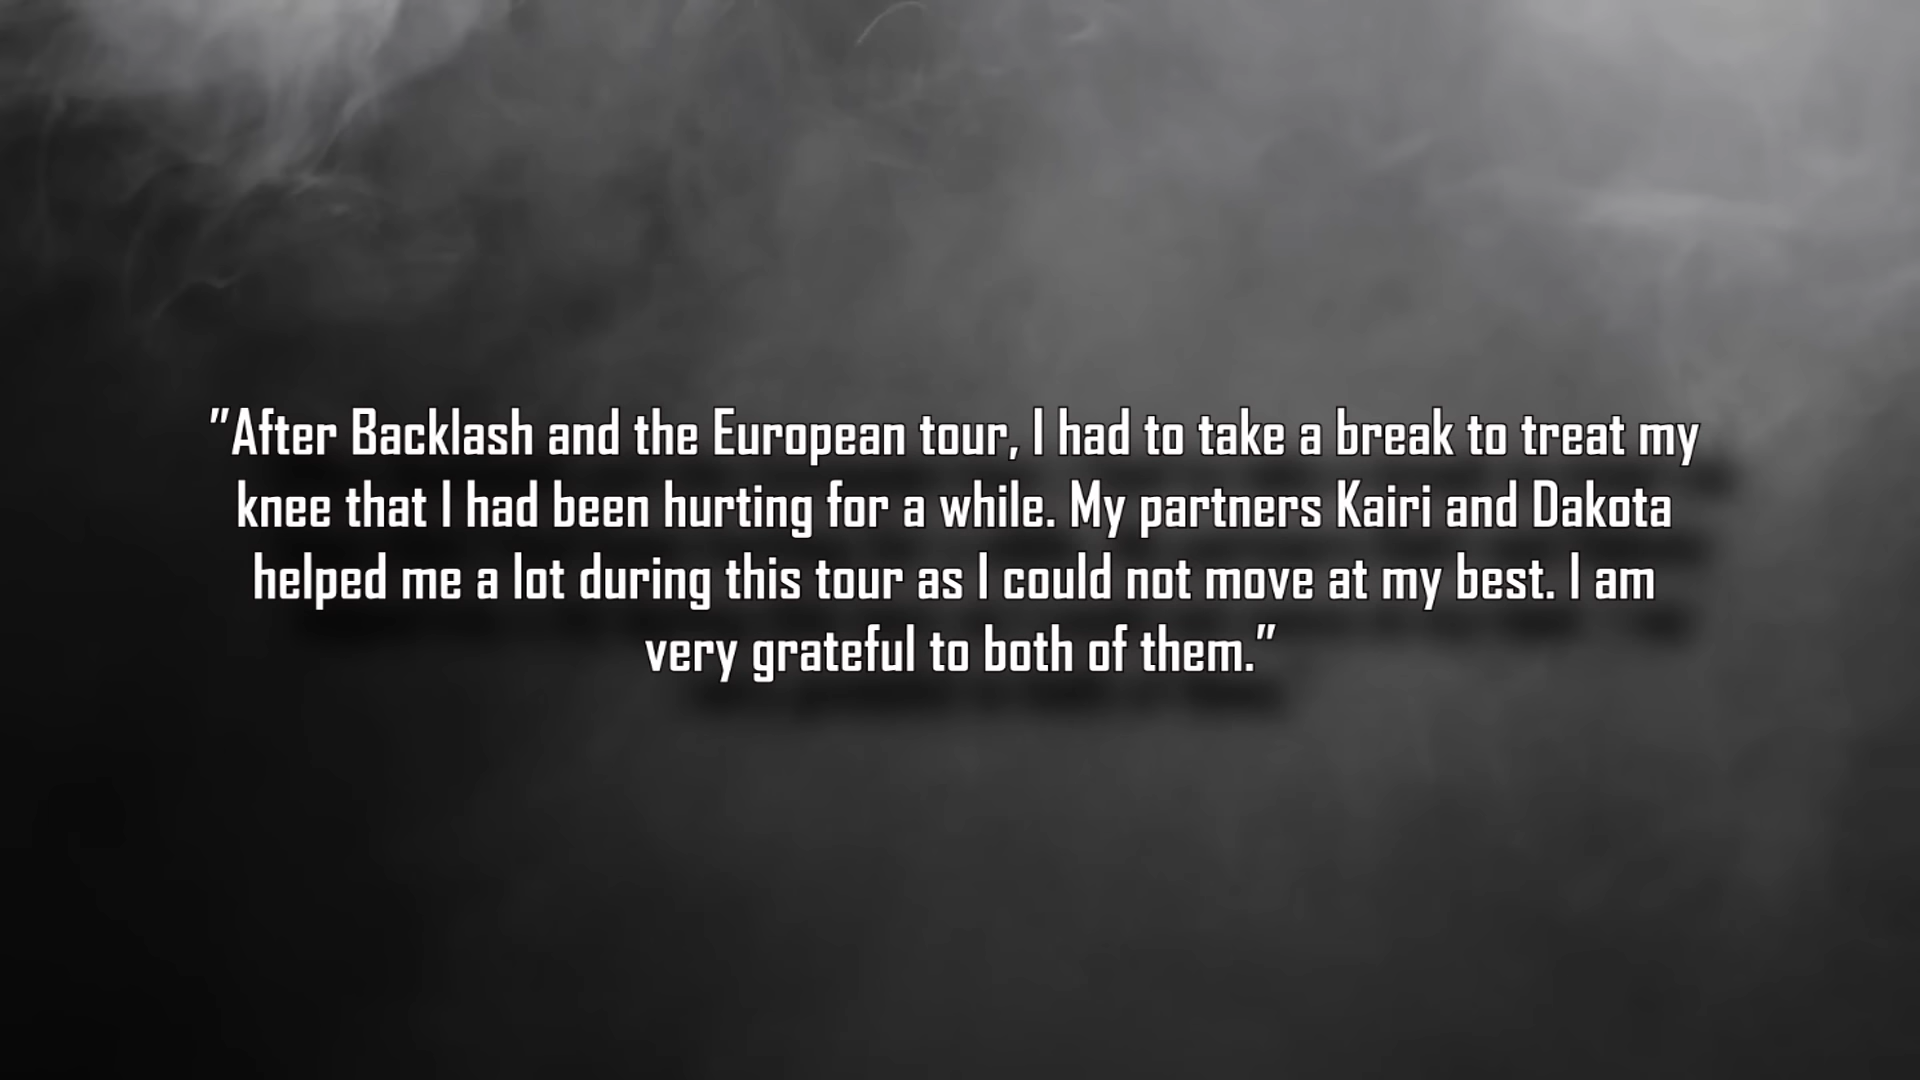 "After Backlash and the European tour, I had to take a break to treat my
knee that I had been hurting for a while. My partners Kairi and Dakota
helped me a lot during this tour as I could not move at my best. I am
very grateful to both of them."